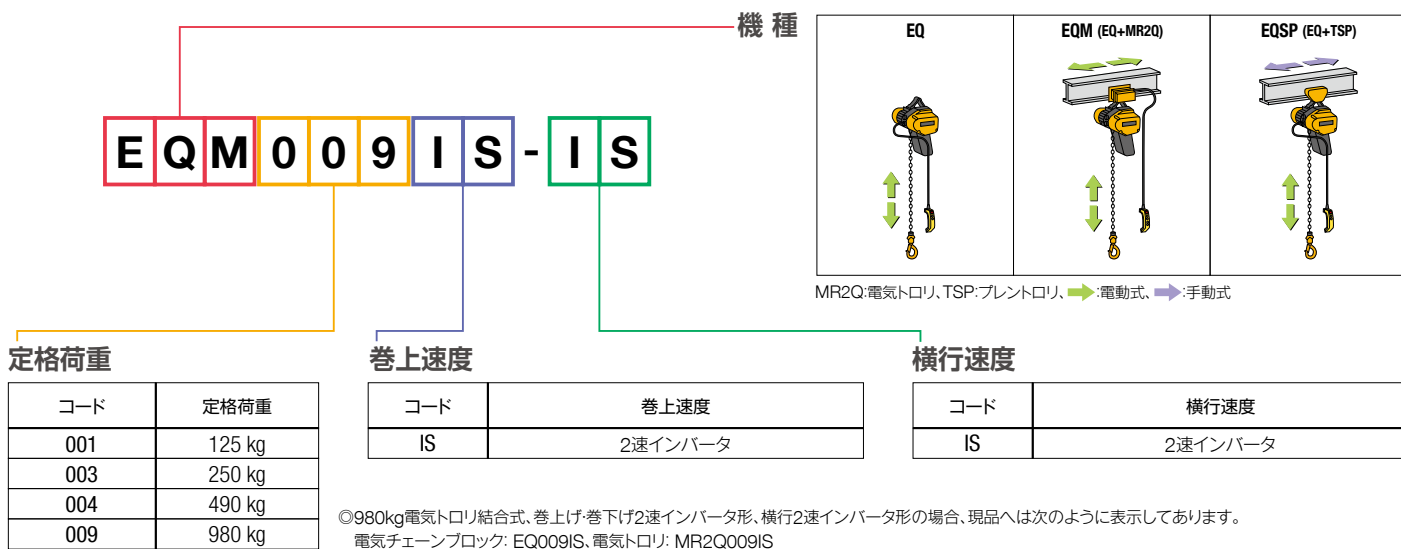 機 種
EQ
EQM (EQ+MR2Q)
EQSP (EQ+TSP)
EQM009IS-IS
MR2Q:電気トロリ、TSP:プレントロリ、➡:電動式、➡:手動式
定格荷重
コード 定格荷重
001 125 kg
003 250 kg
004 490 kg
009 980 kg
巻上速度
コード 巻上速度
IS 2速インバータ
横行速度
コード 横行速度
IS 2速インバータ
◎980kg電気トロリ結合式、巻上げ・巻下げ2速インバータ形、横行2速インバータ形の場合、現品へは次のように表示してあります。
電気チェーンブロック: EQ009IS、電気トロリ: MR2Q009IS